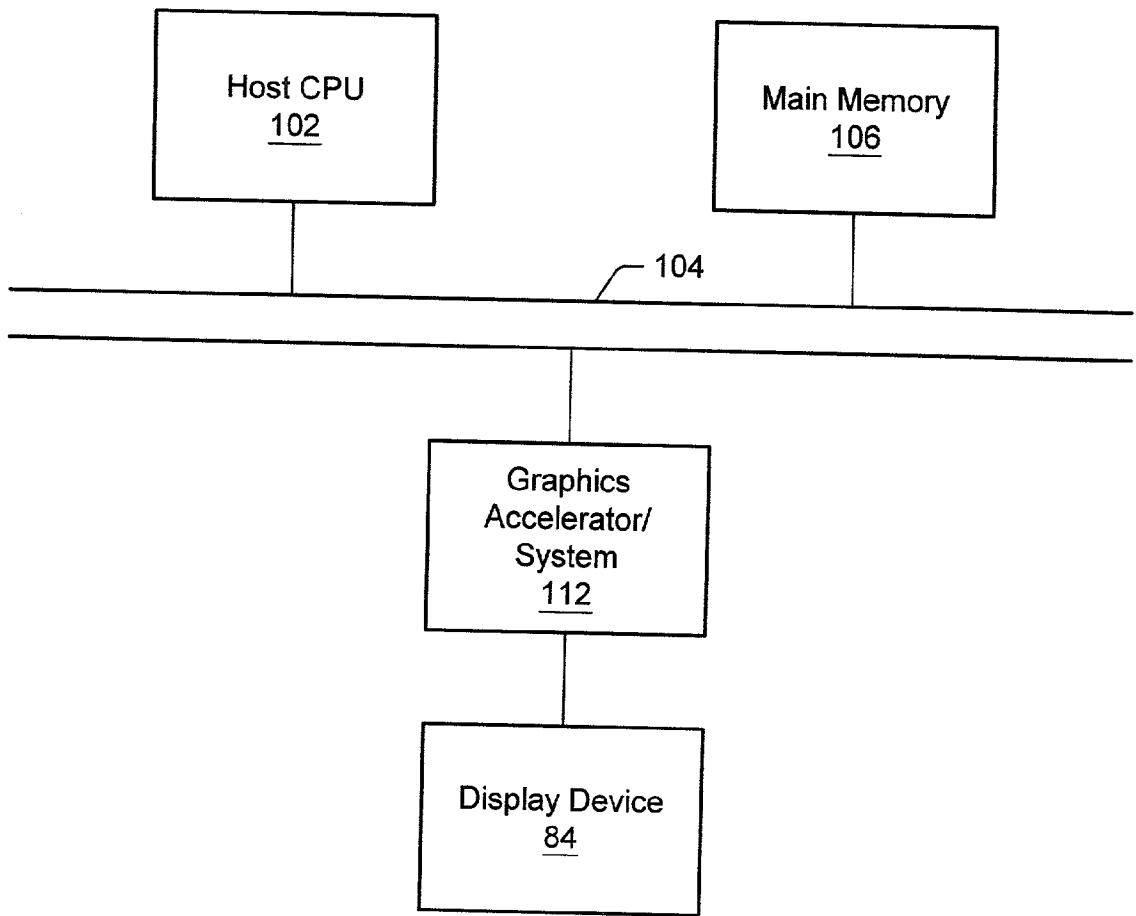 Host CPU
102
Main Memory
106
104
Graphics
Accelerator/
System
112
Display Device
84